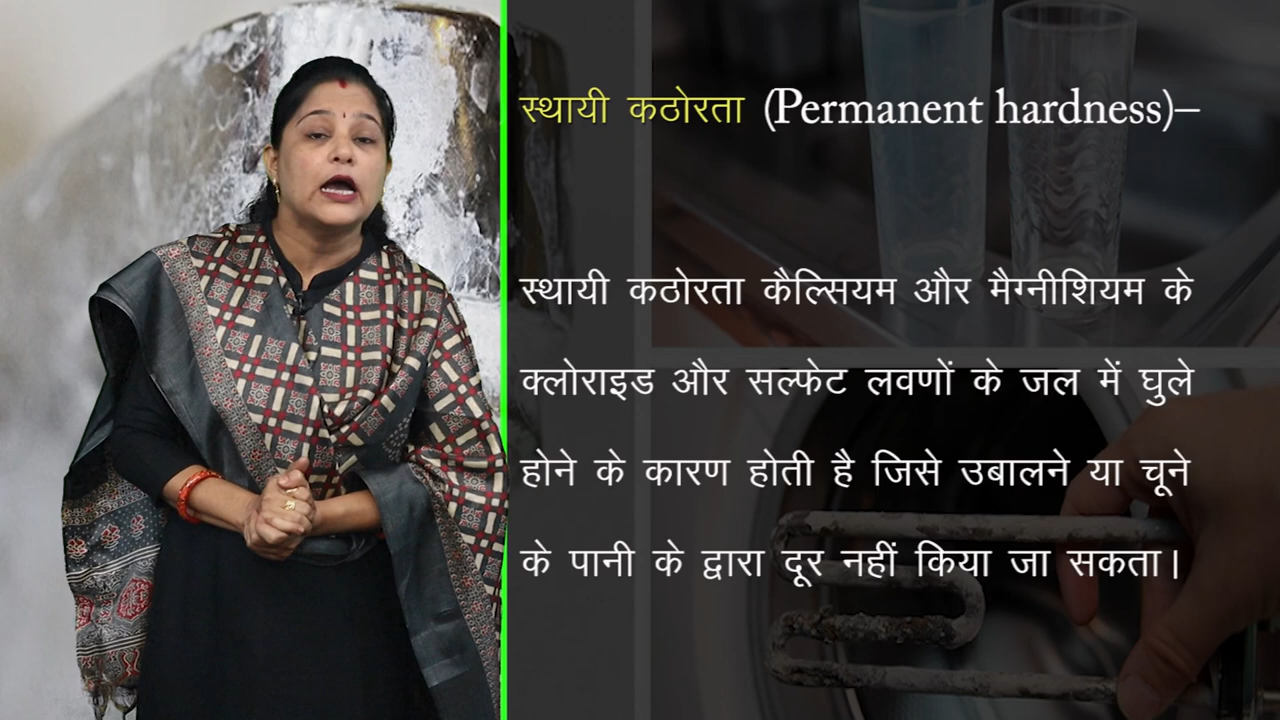 स्थायी कठोरता (Permanent hardness)–
स्थायी कठोरता कैल्सियम और मैग्नीशियम के
क्लोराइड और सल्फेट लवणों के जल में घुले
होने के कारण होती है जिसे उबालने या चूने
के पानी के द्वारा दूर नहीं किया जा सकता।